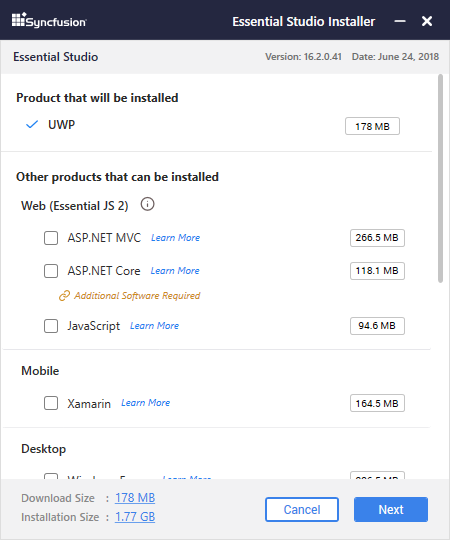 Syncfusion® Essential Studio Installer
Essential Studio Version: 16.2.0.41 Date: June 24, 2018
Product that will be installed
UWP 178 MB
Other products that can be installed
Web (Essential JS 2)
ASP.NET MVC Learn More 266.5 MB
ASP.NET Core Learn More 118.1 MB
Additional Software Required
JavaScript Learn More 94.6 MB
Mobile
Xamarin Learn More 164.5 MB
Desktop
Learn More
Download Size : 178 MB
Installation Size : 1.77 GB
Cancel Next